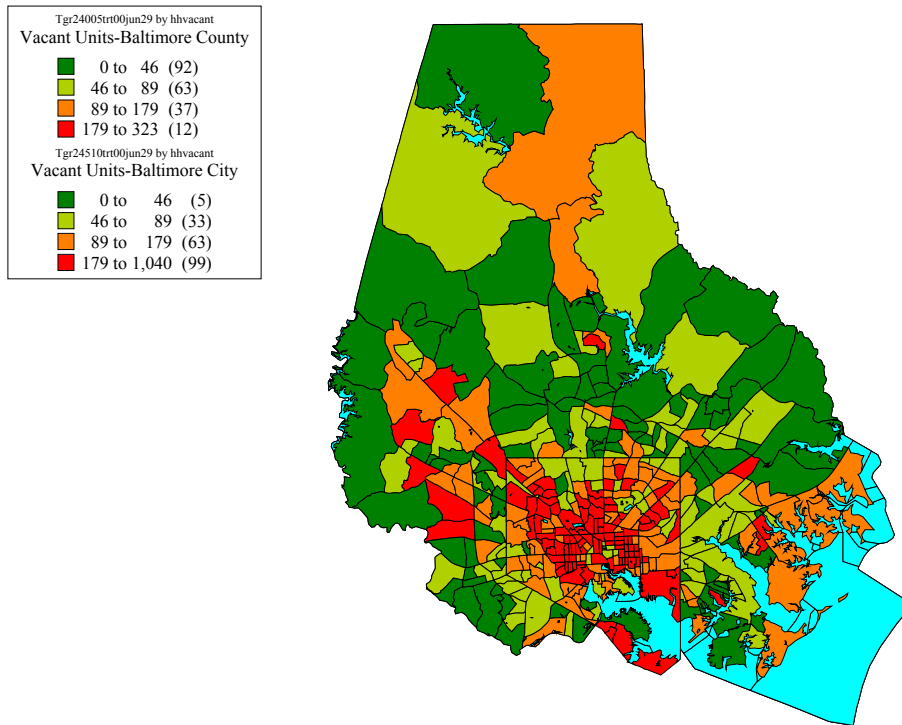 Tgr24005trt00jun29 by hhvacant
Vacant Units-Baltimore County
0 to 46 (92)
46 to 89 (63)
89 to 179 (37)
179 to 323 (12)
Tgr24510trt00jun29 by hhvacant
Vacant Units-Baltimore City
0 to 46 (5)
46 to 89 (33)
89 to 179 (63)
179 to 1,040 (99)